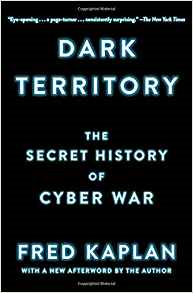 "Eye-opening ... a page-turner ... consistently surprising." —The New York Times
DARK
TERRITORY
THE
SECRET HISTORY
OF
CYBER WAR
FRED KAPLAN
WITH A NEW AFTERWORD BY THE AUTHOR